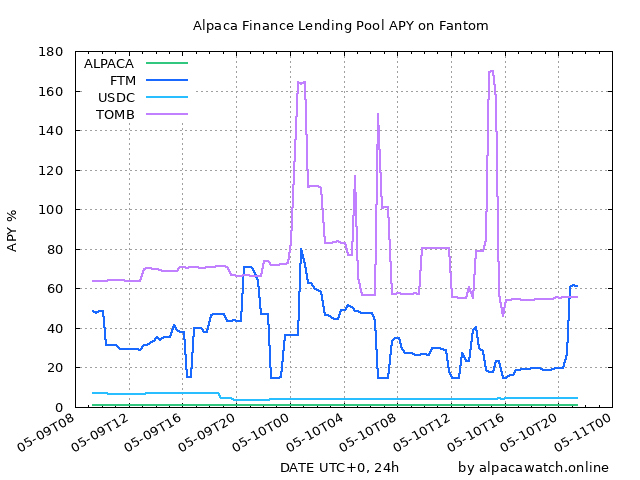 Alpaca Finance Lending Pool APY on Fantom
180
160
140
120
100
80
60
40
20
0
APY %
ALPACA
FTM
USDC
TOMB
05-09T08
05-09T12
05-09T16
05-09T20
05-10T00
05-10T04
05-10T08
05-10T12
05-10T16
05-10T20
05-11T00
DATE UTC+0, 24h
by alpacawatch.online